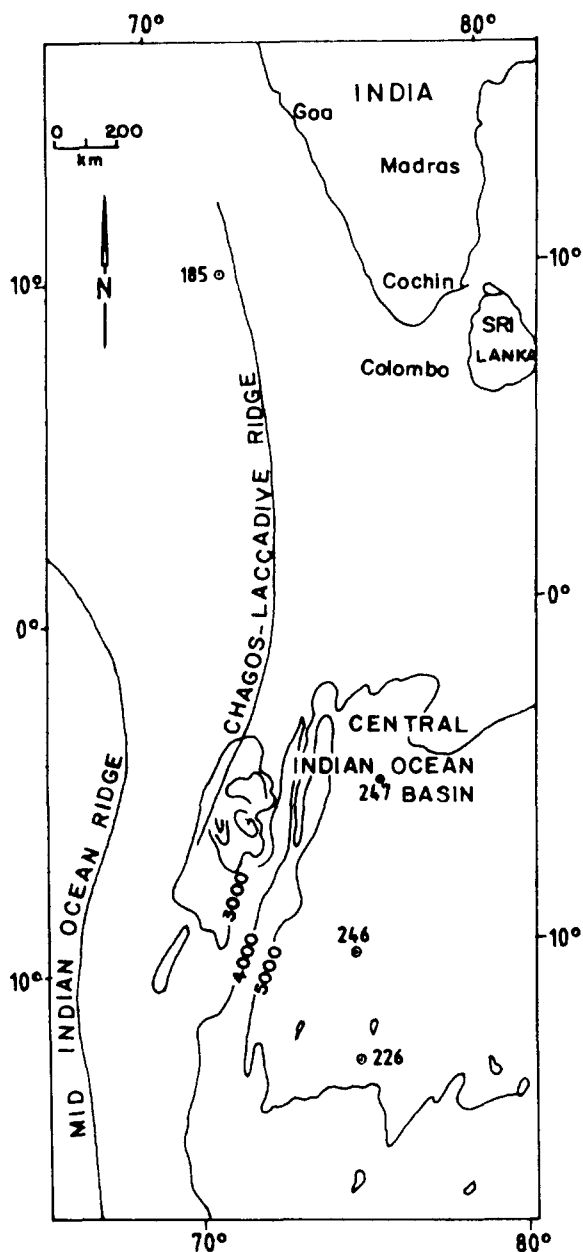 70° 80°
INDIA
Goa
0 200
km
Madras
10°
185
N
Cochin
10°
SRI
LANKA
Colombo
CHAGOS-LACCADIVE RIDGE
0°
0°
CENTRAL
INDIAN OCEAN
247 BASIN
MID INDIAN OCEAN RIDGE
3000
4000
5000
246
10°
10°
226
70° 80°